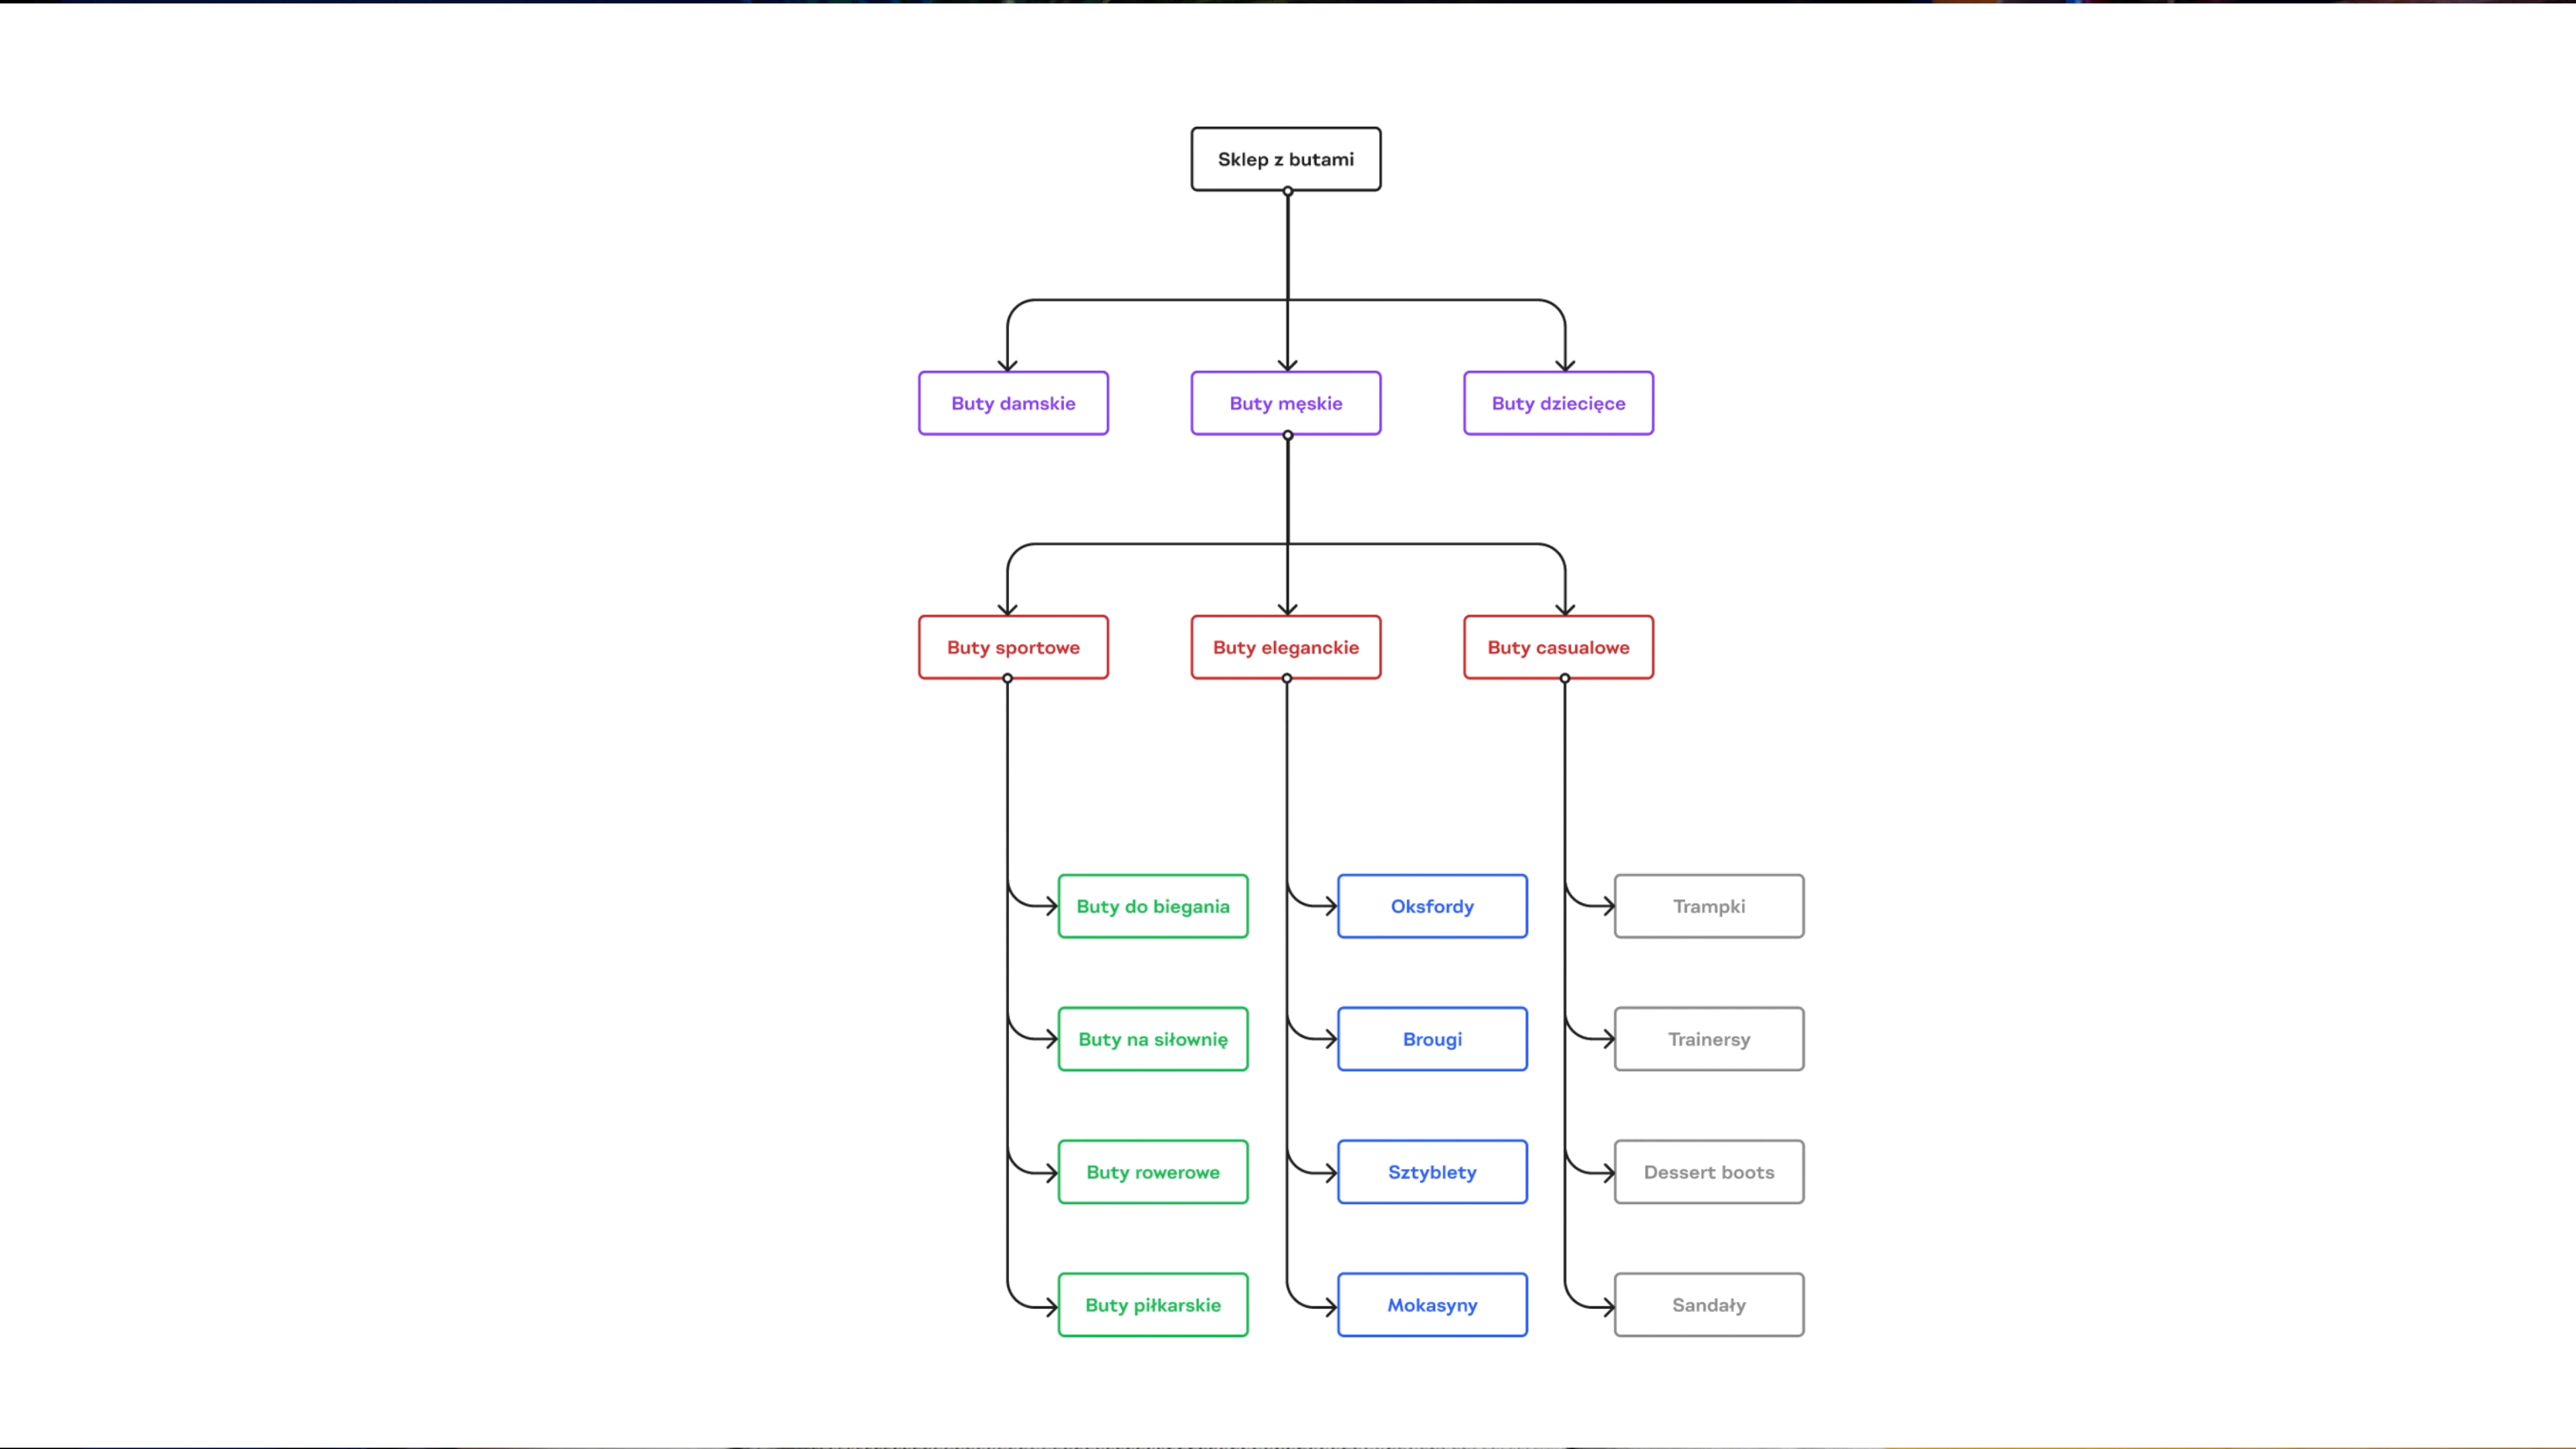 Sklep z butami
Buty damskie
Buty męskie
Buty dziecięce
Buty sportowe
Buty eleganckie
Buty casualowe
Buty do biegania
Oksfordy
Trampki
Buty na siłownię
Brougi
Trainersy
Buty rowerowe
Sztyblety
Dessert boots
Buty piłkarskie
Mokasyny
Sandały